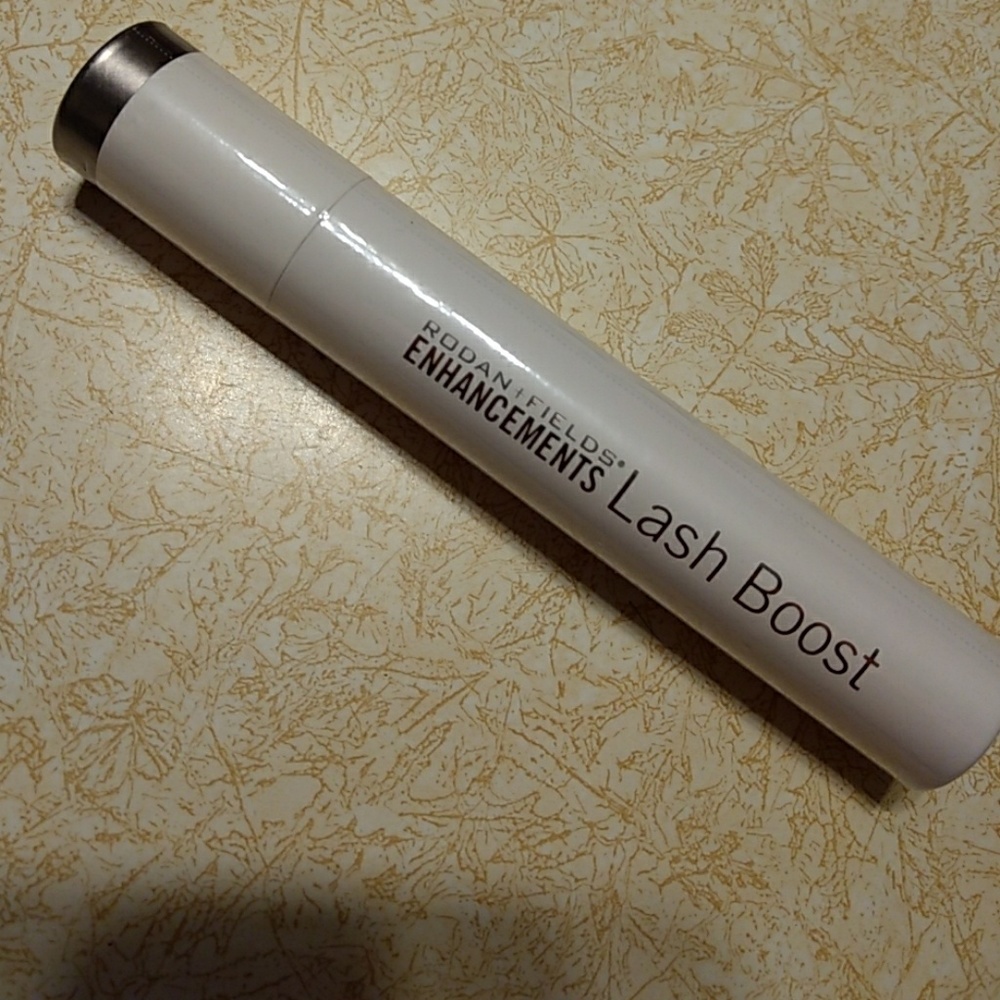 RODAN+FIELDS®
ENHANCEMENTS
Lash Boost